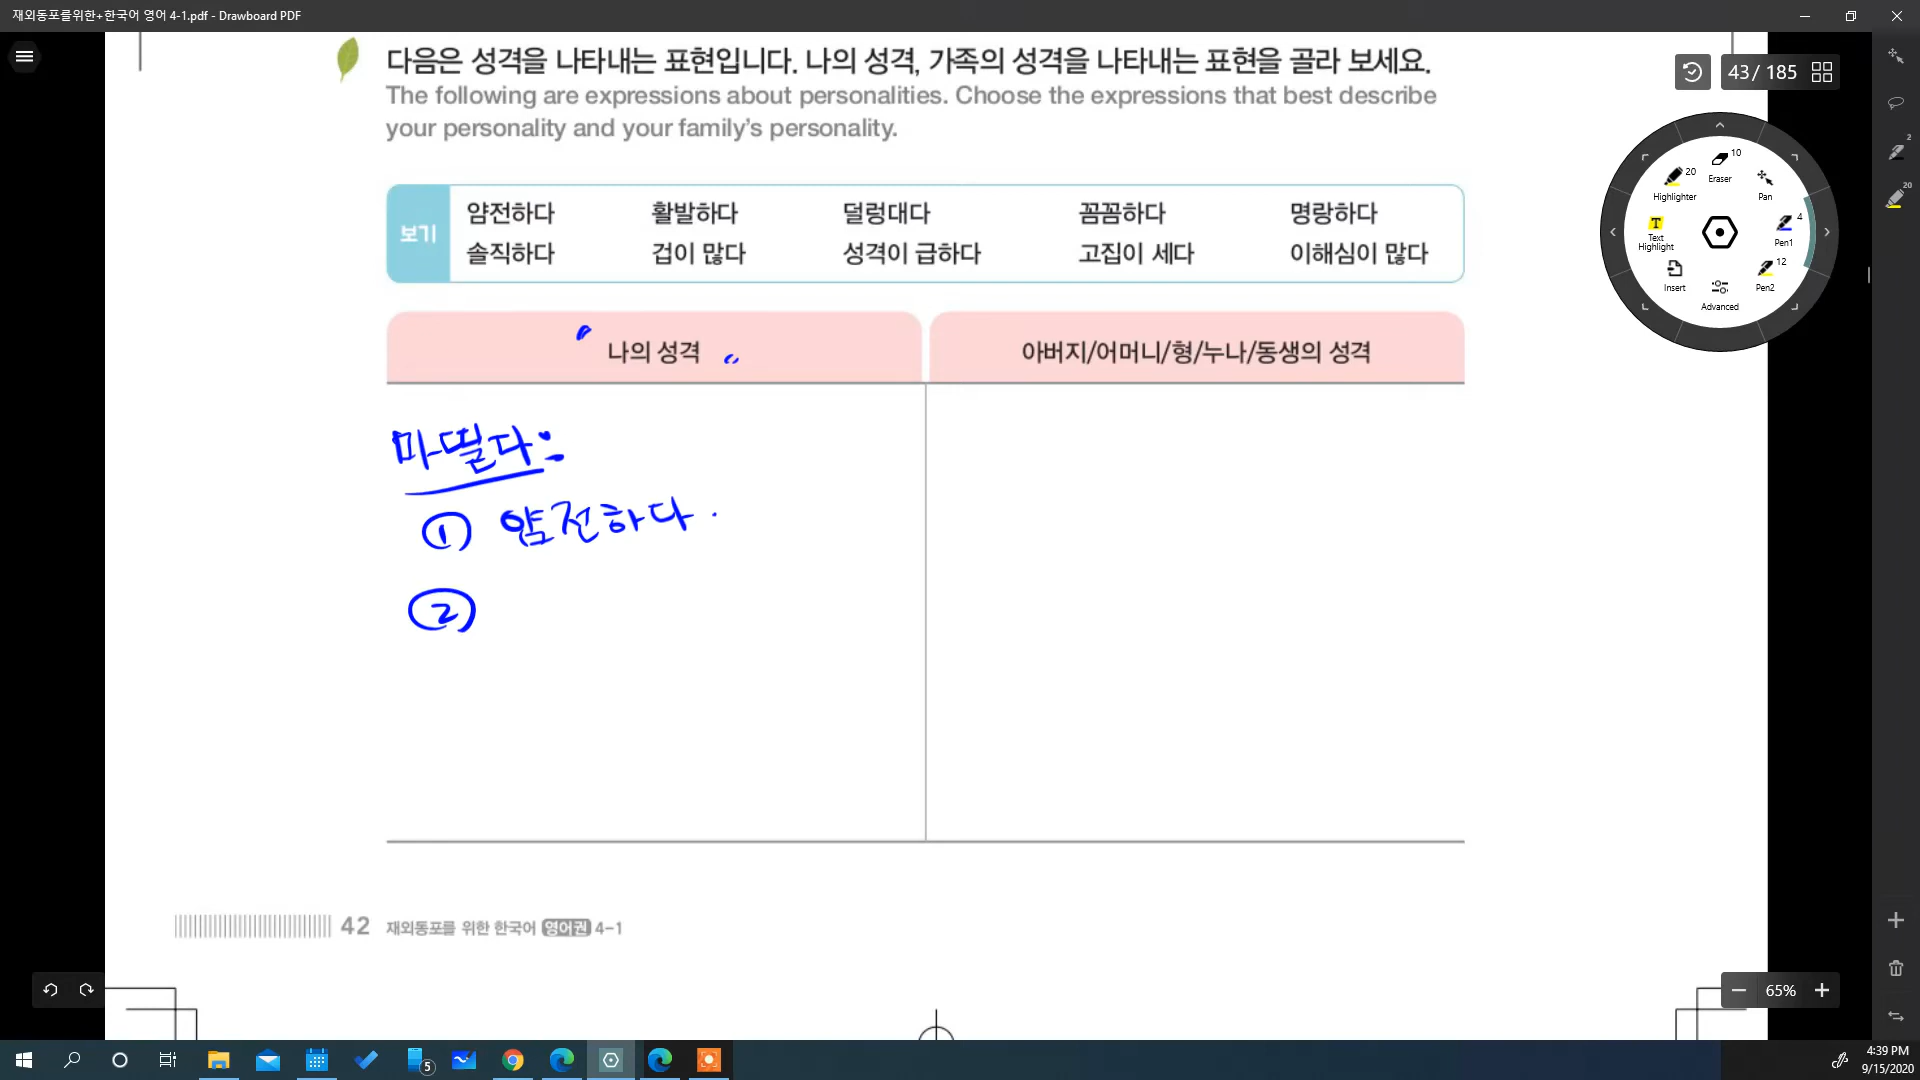 재외동포를위한+한국어 영어 4-1.pdf - Drawboard PDF
다음은 성격을 나타내는 표현입니다. 나의 성격, 가족의 성격을 나타내는 표현을 골라 보세요.
The following are expressions about personalities. Choose the expressions that best describe
your personality and your family's personality.
43 / 185
보기
얌전하다 활발하다 덜렁대다 꼼꼼하다 명랑하다
솔직하다 겁이 많다 성격이 급하다 고집이 세다 이해심이 많다
나의 성격
아버지/어머니/형/누나/동생의 성격
마띨다:
① 얌전하다.
②
42 재외동포를 위한 한국어 영어권 4-1
10
Eraser
20
Highlighter
Pan
T
Text
Highlight
4
Pen1
Insert
12
Pen2
Advanced
2
20
65%
5
4:39 PM
9/15/2020